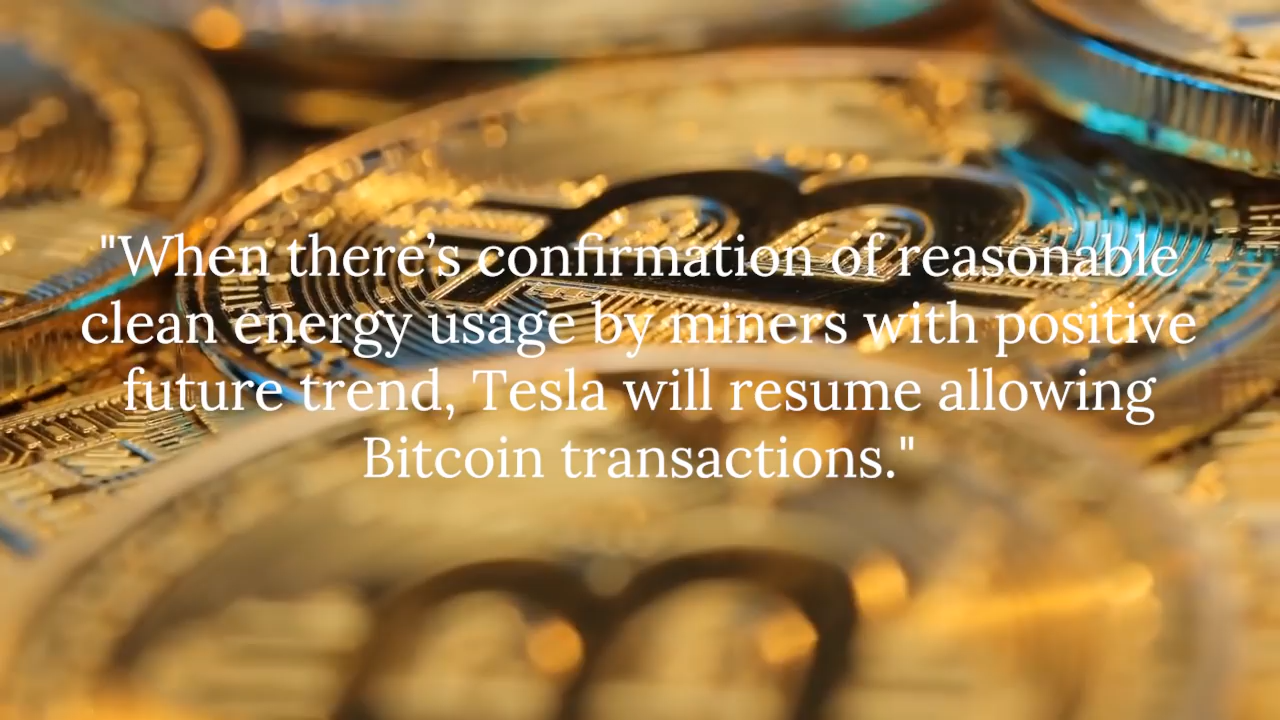 "When there’s confirmation of reasonable
clean energy usage by miners with positive
future trend, Tesla will resume allowing
Bitcoin transactions."